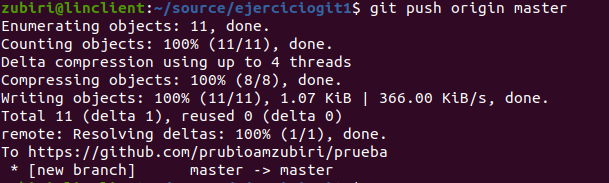 zubiri@linclient:~/source/ejerciciogit1$ git push origin master
Enumerating objects: 11, done.
Counting objects: 100% (11/11), done.
Delta compression using up to 4 threads
Compressing objects: 100% (8/8), done.
Writing objects: 100% (11/11), 1.07 KiB | 366.00 KiB/s, done.
Total 11 (delta 1), reused 0 (delta 0)
remote: Resolving deltas: 100% (1/1), done.
To https://github.com/prubioamzubiri/prueba
 * [new branch]      master -> master